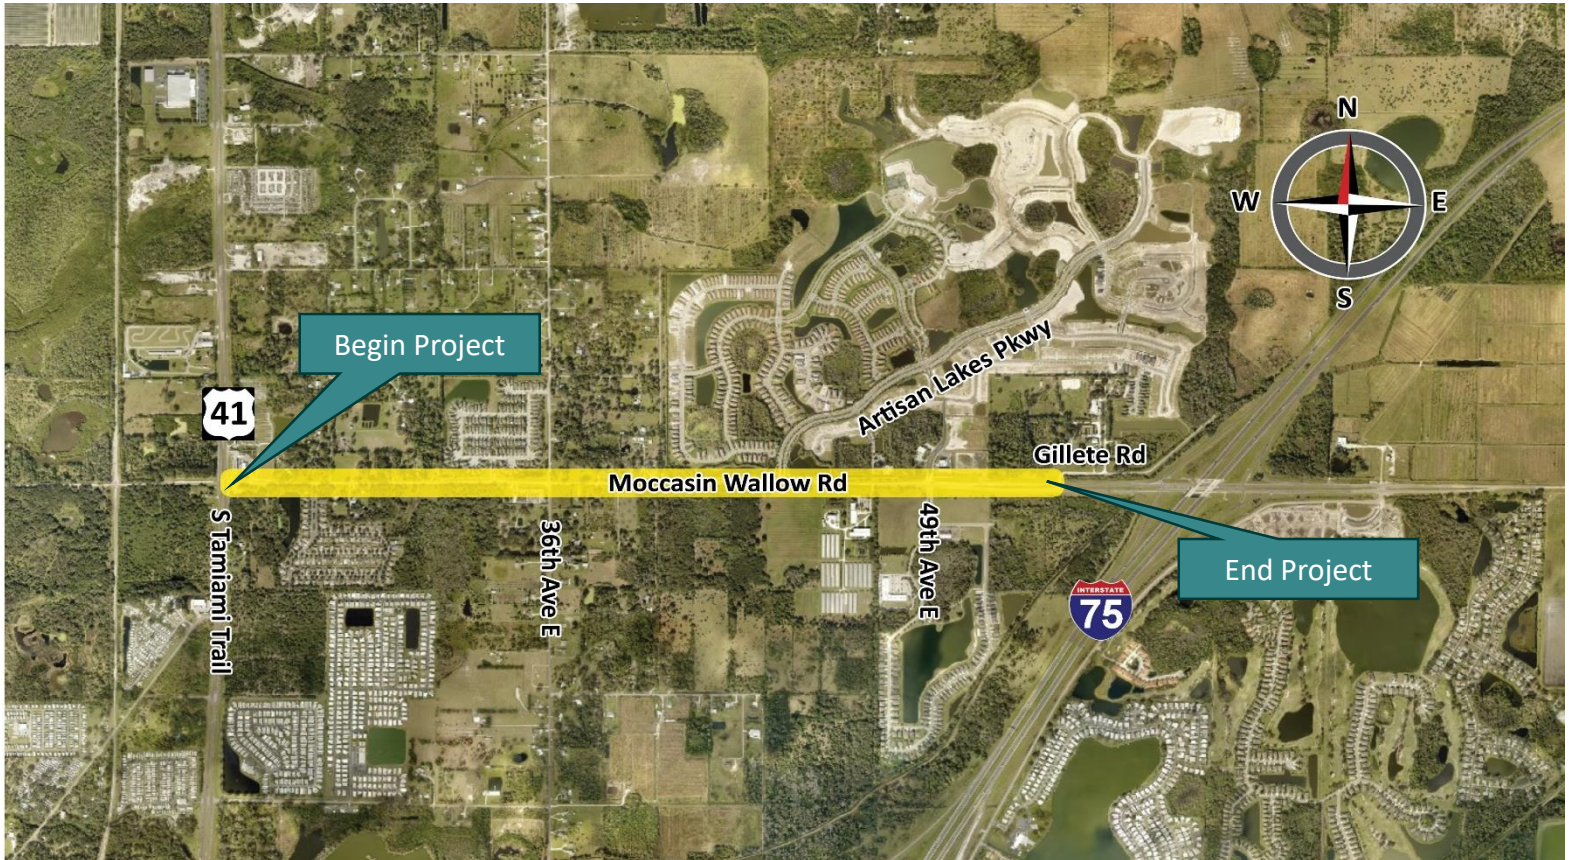 N
W
E
S
Begin Project
41
Artisan Lakes Pkwy
Gillete Rd
Moccasin Wallow Rd
S Tamiami Trail
36th Ave E
49th Ave E
End Project
INTERSTATE
75